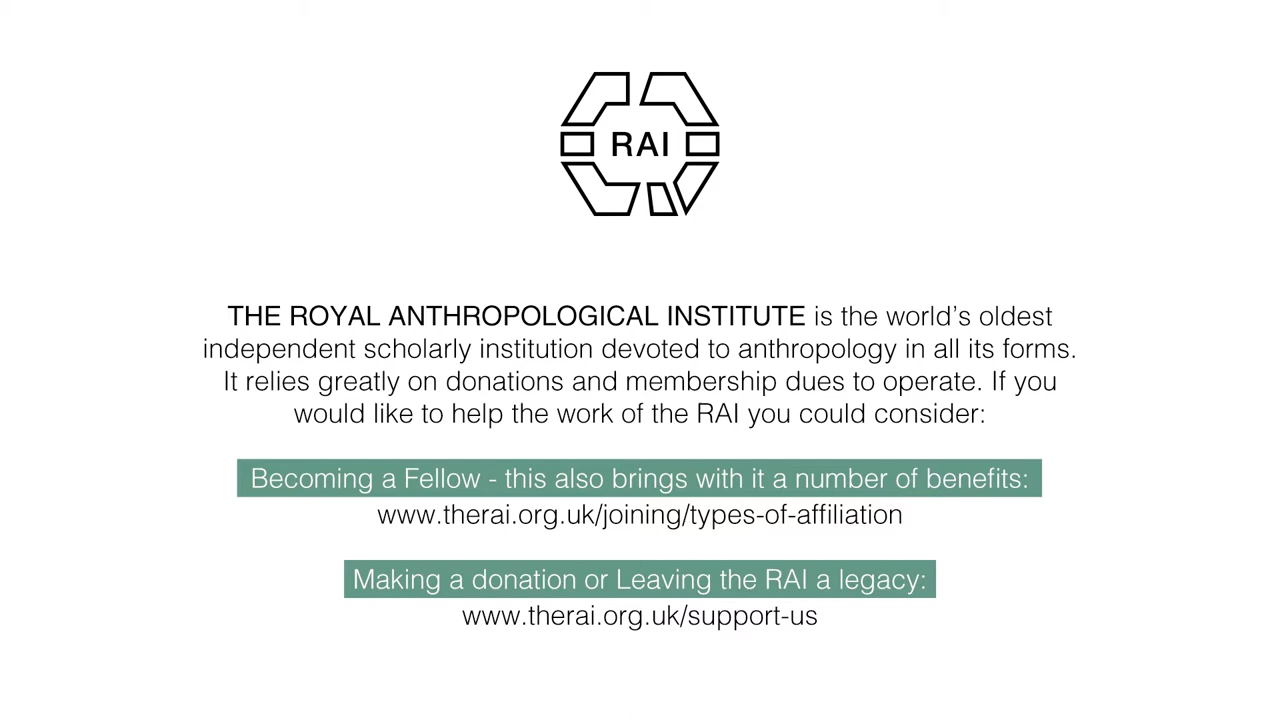 RAI
THE ROYAL ANTHROPOLOGICAL INSTITUTE is the world’s oldest
independent scholarly institution devoted to anthropology in all its forms.
It relies greatly on donations and membership dues to operate. If you
would like to help the work of the RAI you could consider:
Becoming a Fellow - this also brings with it a number of benefits:
www.therai.org.uk/joining/types-of-affiliation
Making a donation or Leaving the RAI a legacy:
www.therai.org.uk/support-us